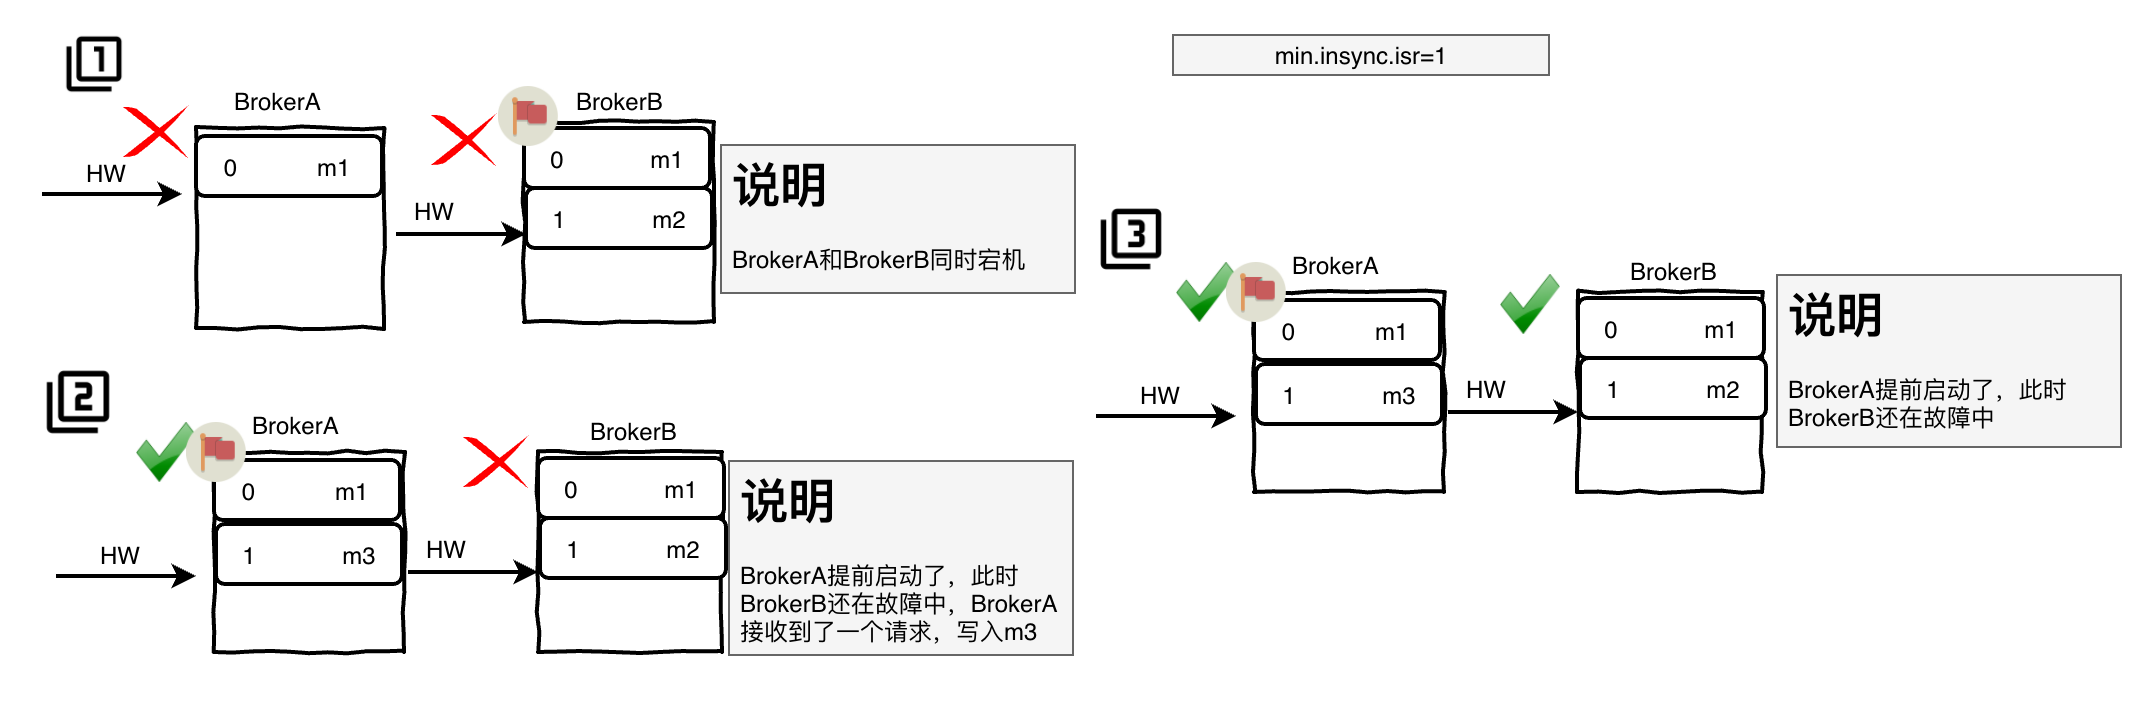 1
BrokerA
HW
0 m1
BrokerB
HW
0 m1
1 m2
说明
BrokerA和BrokerB同时宕机
2
BrokerA
HW
0 m1
1 m3
BrokerB
HW
0 m1
1 m2
说明
BrokerA提前启动了，此时
BrokerB还在故障中，BrokerA
接收到了一个请求，写入m3
min.insync.isr=1
3
BrokerA
HW
0 m1
1 m3
BrokerB
HW
0 m1
1 m2
说明
BrokerA提前启动了，此时
BrokerB还在故障中